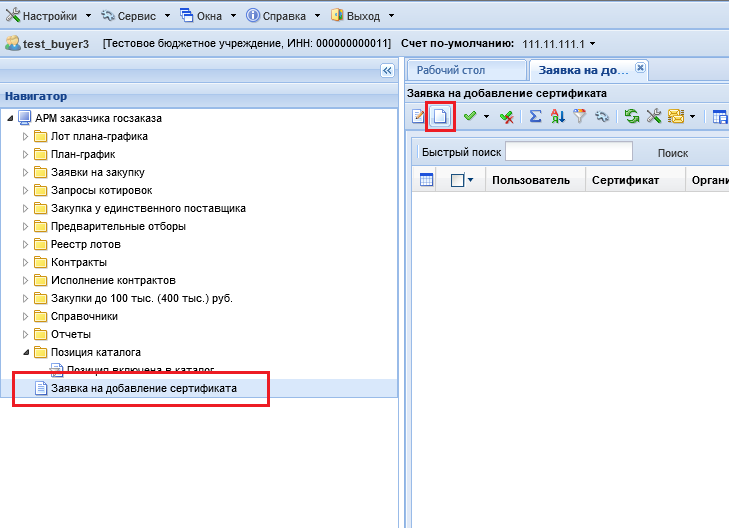 Настройки Сервис Окна Справка Выход
test_buyer3 [Тестовое бюджетное учреждение, ИНН: 000000000011] Счет по-умолчанию: 111.11.111.1
Навигатор
АРМ заказчика госзаказа
Лот плана-графика
План-график
Заявки на закупку
Запросы котировок
Закупка у единственного поставщика
Предварительные отборы
Реестр лотов
Контракты
Исполнение контрактов
Закупки до 100 тыс. (400 тыс.) руб.
Справочники
Отчеты
Позиция каталога
Позиция включена в каталог
Заявка на добавление сертификата
Рабочий стол Заявка на до...
Заявка на добавление сертификата
Быстрый поиск Поиск
Пользователь Сертификат Органи